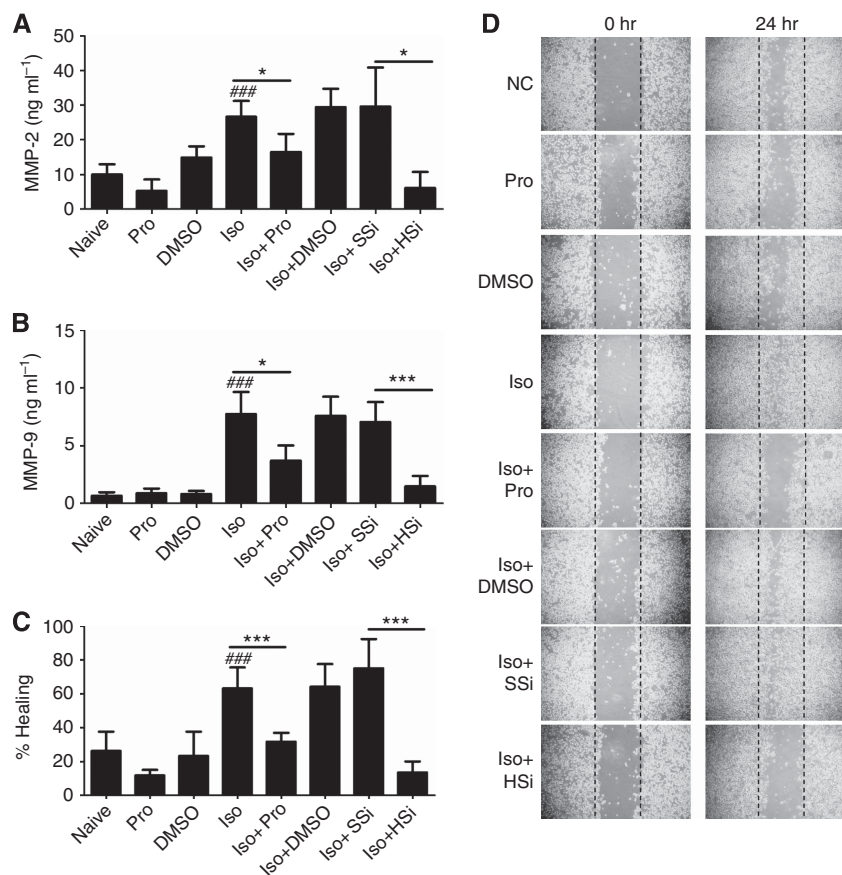 A
MMP-2 (ng ml⁻¹)
50
40
30
20
10
0
*
###
*
Naive
Pro
DMSO
Iso
Iso+ Pro
Iso+DMSO
Iso+ SSi
Iso+HSi
B
MMP-9 (ng ml⁻¹)
15
10
5
0
*
###
***
Naive
Pro
DMSO
Iso
Iso+ Pro
Iso+DMSO
Iso+ SSi
Iso+HSi
C
% Healing
100
80
60
40
20
0
***
###
***
Naive
Pro
DMSO
Iso
Iso+ Pro
Iso+DMSO
Iso+ SSi
Iso+HSi
D
0 hr
24 hr
NC
Pro
DMSO
Iso
Iso+
Pro
Iso+
DMSO
Iso+
SSi
Iso+
HSi